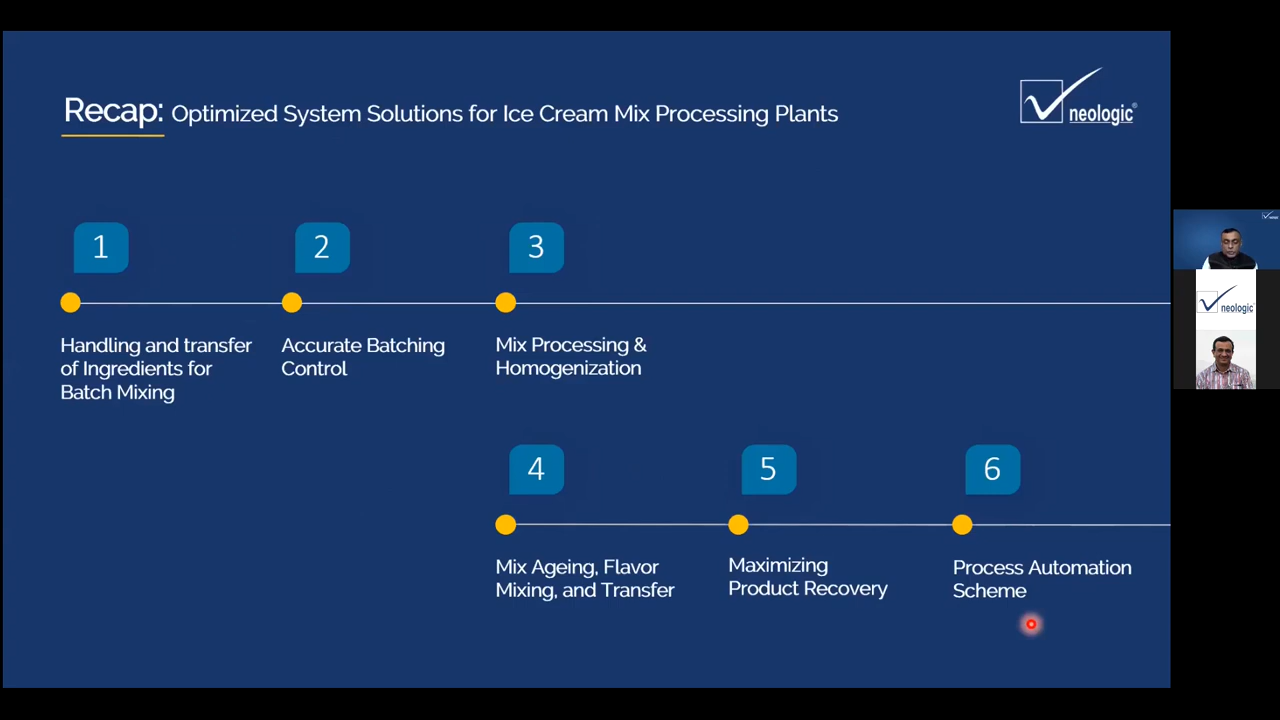 Recap: Optimized System Solutions for Ice Cream Mix Processing Plants
neologic®
1
2
3
Handling and transfer
of Ingredients for
Batch Mixing
Accurate Batching
Control
Mix Processing &
Homogenization
4
5
6
Mix Ageing, Flavor
Mixing, and Transfer
Maximizing
Product Recovery
Process Automation
Scheme
neologic